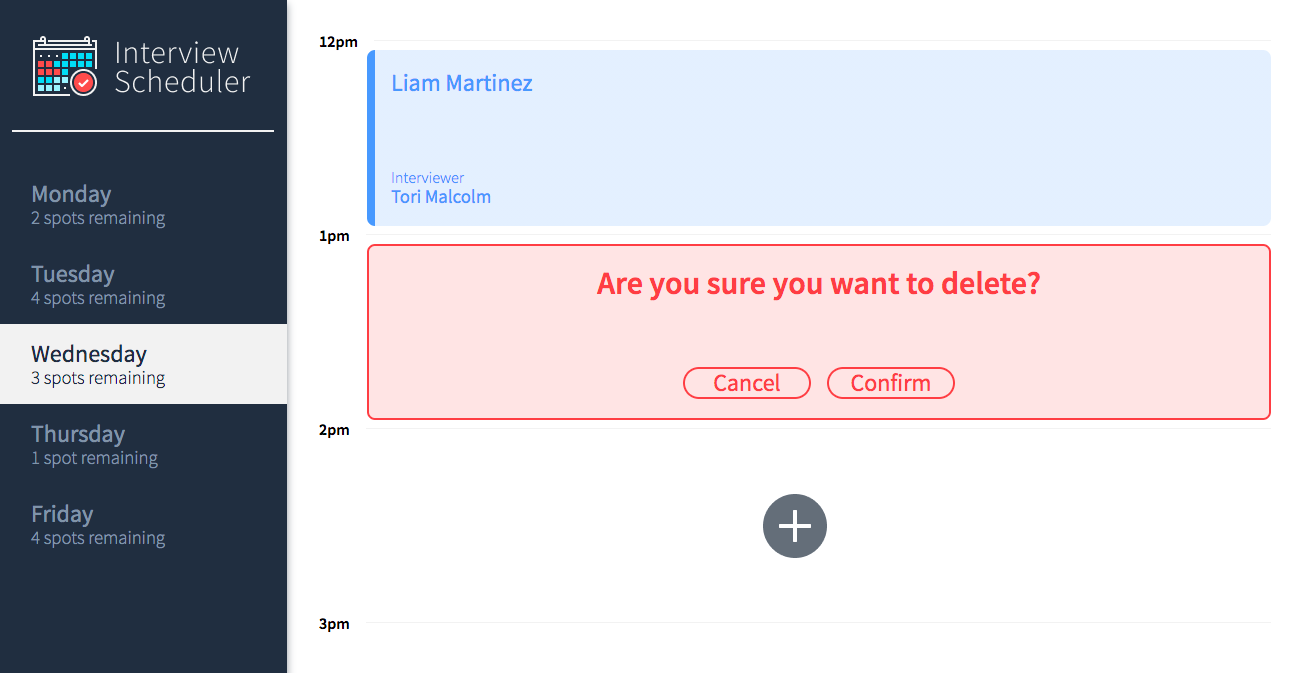 Interview
Scheduler
Monday
2 spots remaining
Tuesday
4 spots remaining
Wednesday
3 spots remaining
Thursday
1 spot remaining
Friday
4 spots remaining
12pm
Liam Martinez
Interviewer
Tori Malcolm
1pm
Are you sure you want to delete?
Cancel Confirm
2pm
3pm